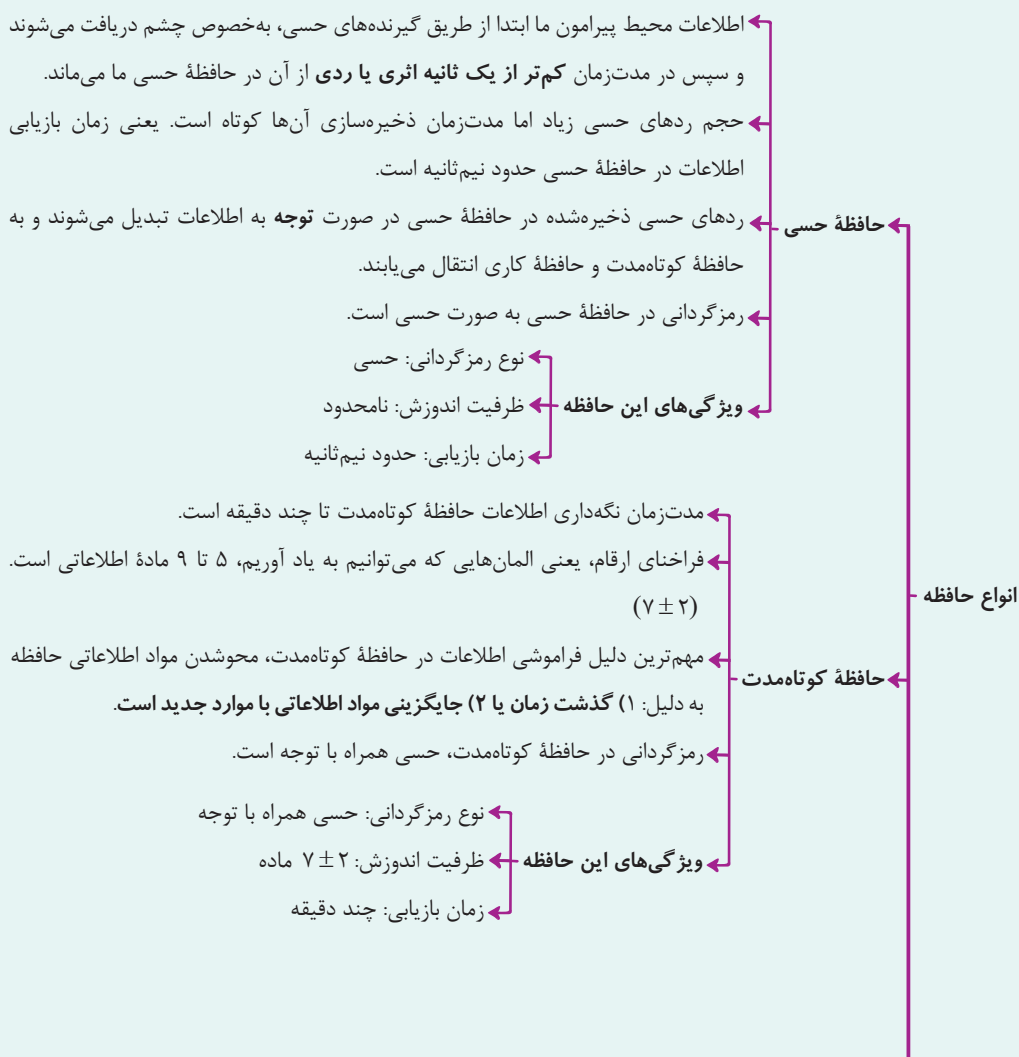 انواع حافظه
حافظهٔ حسی
اطلاعات محیط پیرامون ما ابتدا از طریق گیرنده‌های حسی، به‌خصوص چشم دریافت می‌شوند
و سپس در مدت‌زمان کم‌تر از یک ثانیه اثری یا ردی از آن در حافظهٔ حسی ما می‌ماند.
حجم ردهای حسی زیاد اما مدت‌زمان ذخیره‌سازی آن‌ها کوتاه است. یعنی زمان بازیابی
اطلاعات در حافظهٔ حسی حدود نیم‌ثانیه است.
ردهای حسی ذخیره‌شده در حافظهٔ حسی در صورت توجه به اطلاعات تبدیل می‌شوند و به
حافظهٔ کوتاه‌مدت و حافظهٔ کاری انتقال می‌یابند.
رمزگردانی در حافظهٔ حسی به صورت حسی است.
ویژگی‌های این حافظه
نوع رمزگردانی: حسی
ظرفیت اندوزش: نامحدود
زمان بازیابی: حدود نیم‌ثانیه
حافظهٔ کوتاه‌مدت
مدت‌زمان نگه‌داری اطلاعات حافظهٔ کوتاه‌مدت تا چند دقیقه است.
فراخنای ارقام، یعنی المان‌هایی که می‌توانیم به یاد آوریم، ۵ تا ۹ مادهٔ اطلاعاتی است.
(۷±۲)
مهم‌ترین دلیل فراموشی اطلاعات در حافظهٔ کوتاه‌مدت، محوشدن مواد اطلاعاتی حافظه
به دلیل: ۱) گذشت زمان یا ۲) جایگزینی مواد اطلاعاتی با موارد جدید است.
رمزگردانی در حافظهٔ کوتاه‌مدت، حسی همراه با توجه است.
ویژگی‌های این حافظه
نوع رمزگردانی: حسی همراه با توجه
ظرفیت اندوزش: ۷±۲ ماده
زمان بازیابی: چند دقیقه